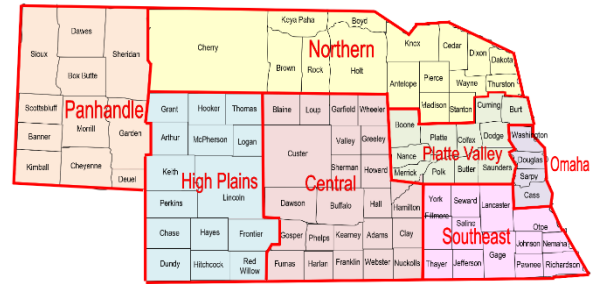 Keya Paha Boyd
Dawes
Sioux Sheridan Cherry Knox Cedar Dixon
Northern Dakota
Box Butte Brown Rock Holt Antelope Pierce Wayne Thurston
Scottsbluff Panhandle Grant Hooker Thomas Blaine Loup Garfield Wheeler Madison Stanton Cuming Burt
Banner Morrill Garden Arthur McPherson Logan Custer Valley Greeley Boone Platte Colfax Dodge Washington
Kimball Cheyenne Deuel Keith Lincoln Sherman Howard Nance Platte Valley Douglas Omaha
High Plains Central Merrick Polk Butler Saunders Sarpy
Perkins Dawson Buffalo Hall Hamilton York Seward Lancaster Cass
Chase Hayes Frontier Gosper Phelps Kearney Adams Clay Fillmore Saline Otoe
Southeast Johnson Nemaha
Dundy Hitchcock Red
Willow Furnas Harlan Franklin Webster Nuckolls Thayer Jefferson Gage Pawnee Richardson